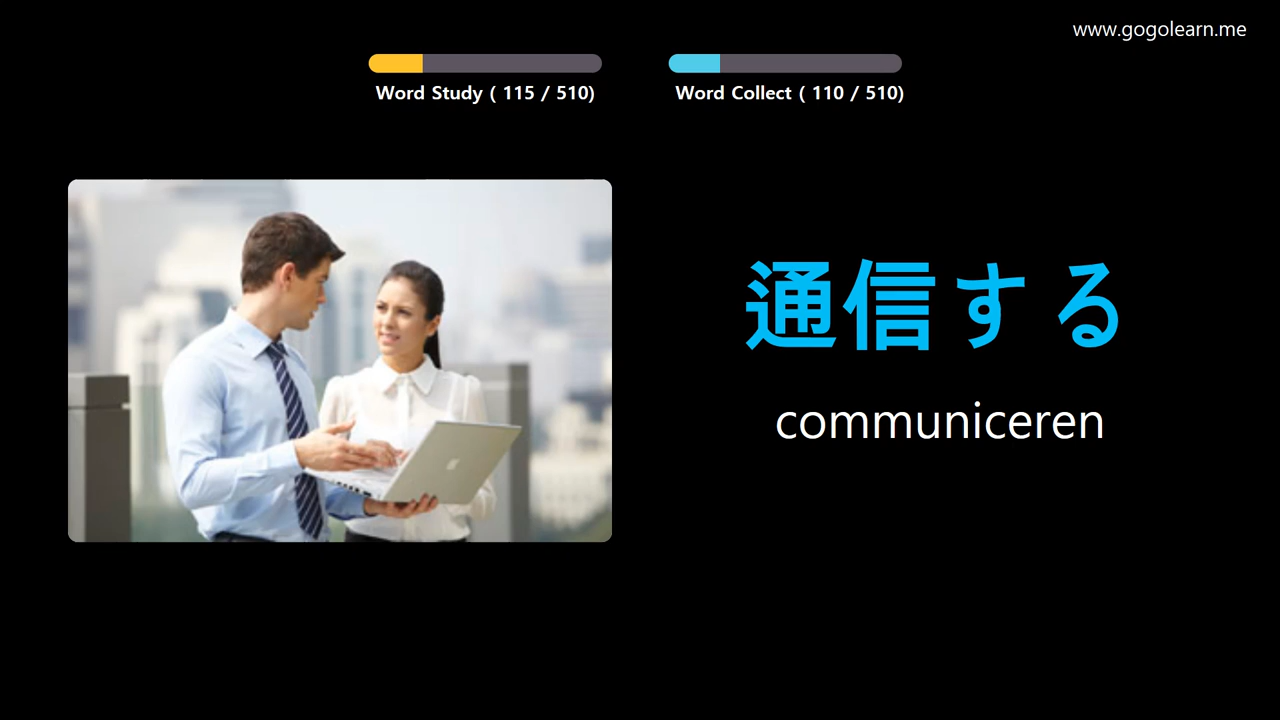 www.gogolearn.me
Word Study ( 115 / 510)
Word Collect ( 110 / 510)
通信する
communiceren